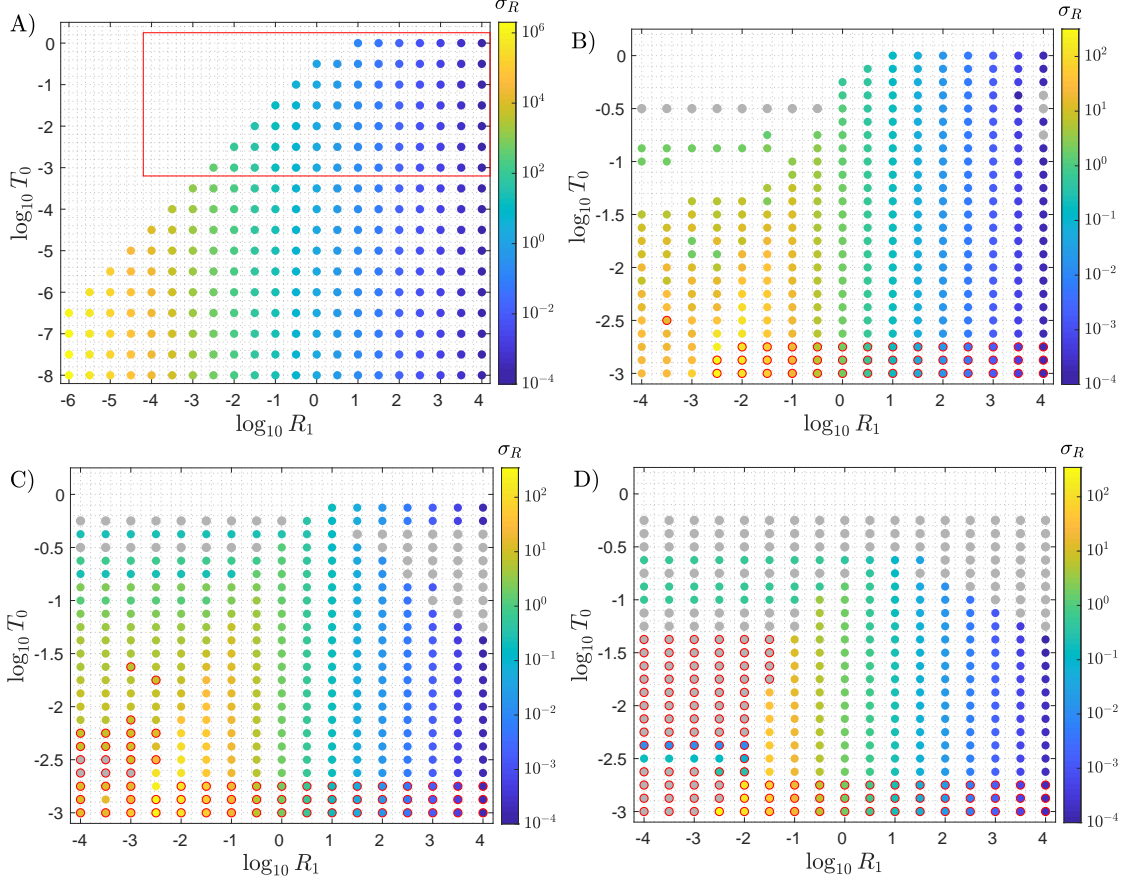 A)
σ_R
log₁₀ T₀
0
-1
-2
-3
-4
-5
-6
-7
-8
-6 -5 -4 -3 -2 -1 0 1 2 3 4
log₁₀ R₁
10⁶
10⁴
10²
10⁰
10⁻²
10⁻⁴
B)
σ_R
log₁₀ T₀
0
-0.5
-1
-1.5
-2
-2.5
-3
-4 -3 -2 -1 0 1 2 3 4
log₁₀ R₁
10²
10¹
10⁰
10⁻¹
10⁻²
10⁻³
10⁻⁴
C)
σ_R
log₁₀ T₀
0
-0.5
-1
-1.5
-2
-2.5
-3
-4 -3 -2 -1 0 1 2 3 4
log₁₀ R₁
10²
10¹
10⁰
10⁻¹
10⁻²
10⁻³
10⁻⁴
D)
σ_R
log₁₀ T₀
0
-0.5
-1
-1.5
-2
-2.5
-3
-4 -3 -2 -1 0 1 2 3 4
log₁₀ R₁
10²
10¹
10⁰
10⁻¹
10⁻²
10⁻³
10⁻⁴